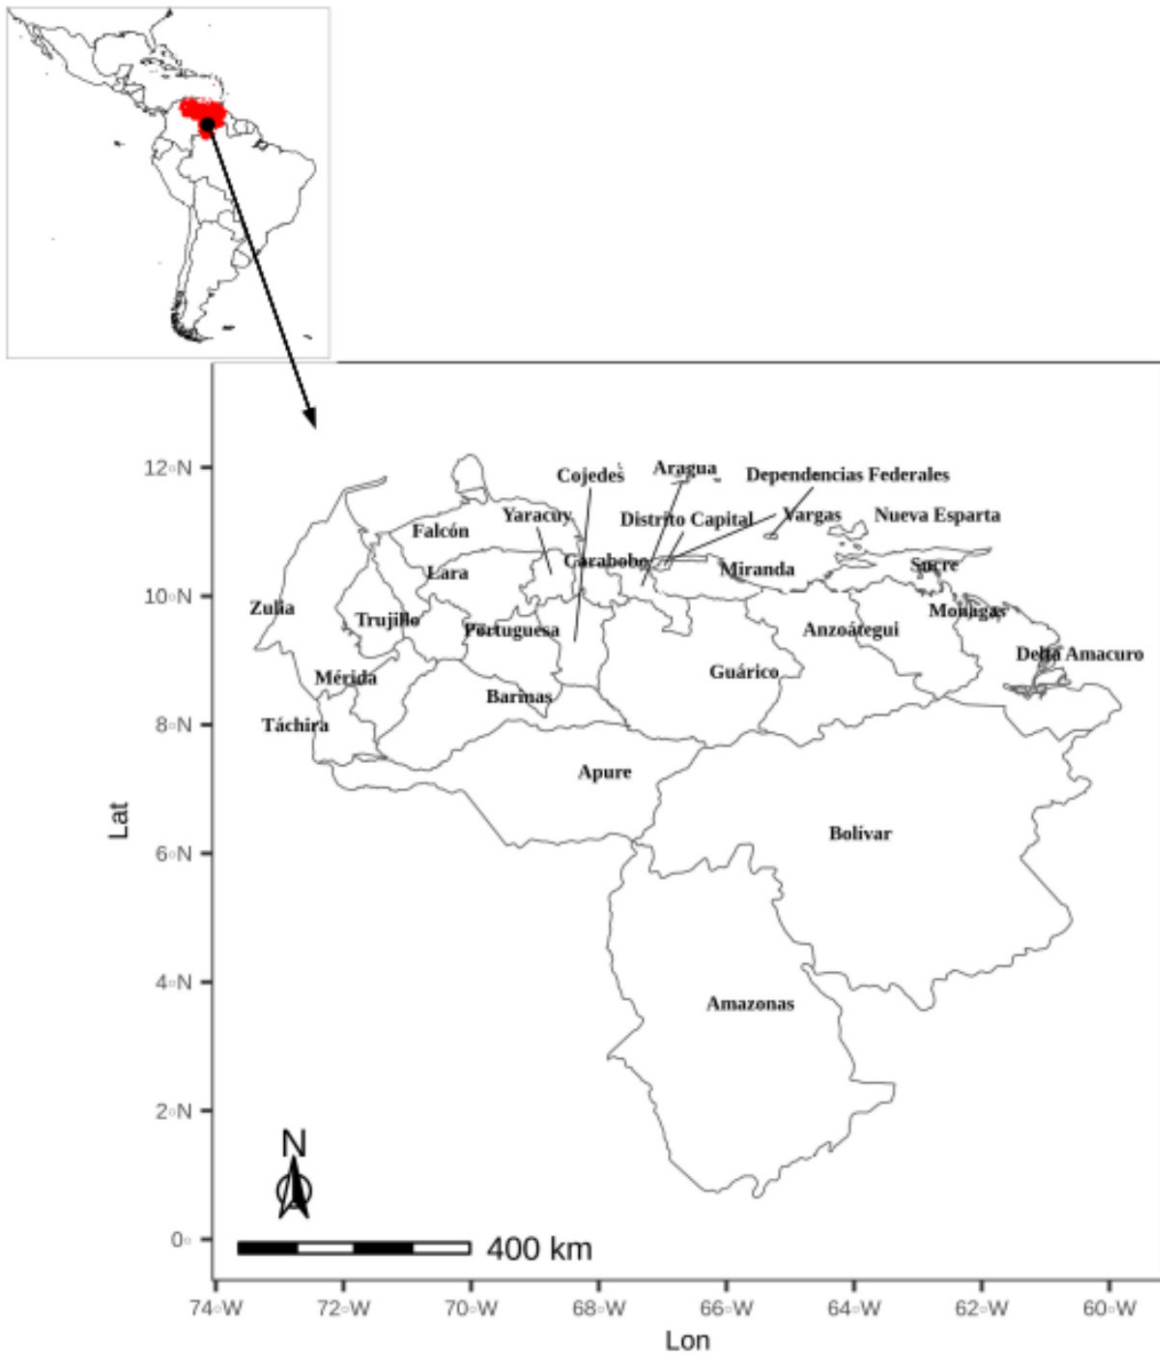 12°N
Cojedes
Aragua
Dependencias Federales
Falcón
Yaracuy
Distrito Capital
Vargas
Nueva Esparta
Lara
Carabobo
Miranda
Sucre
10°N
Zulia
Trujillo
Portuguesa
Anzoátegui
Monagas
Delta Amacuro
Mérida
Barinas
Guárico
8°N
Táchira
Apure
Lat
Bolívar
6°N
4°N
Amazonas
2°N
N
0°
400 km
74°W 72°W 70°W 68°W 66°W 64°W 62°W 60°W
Lon